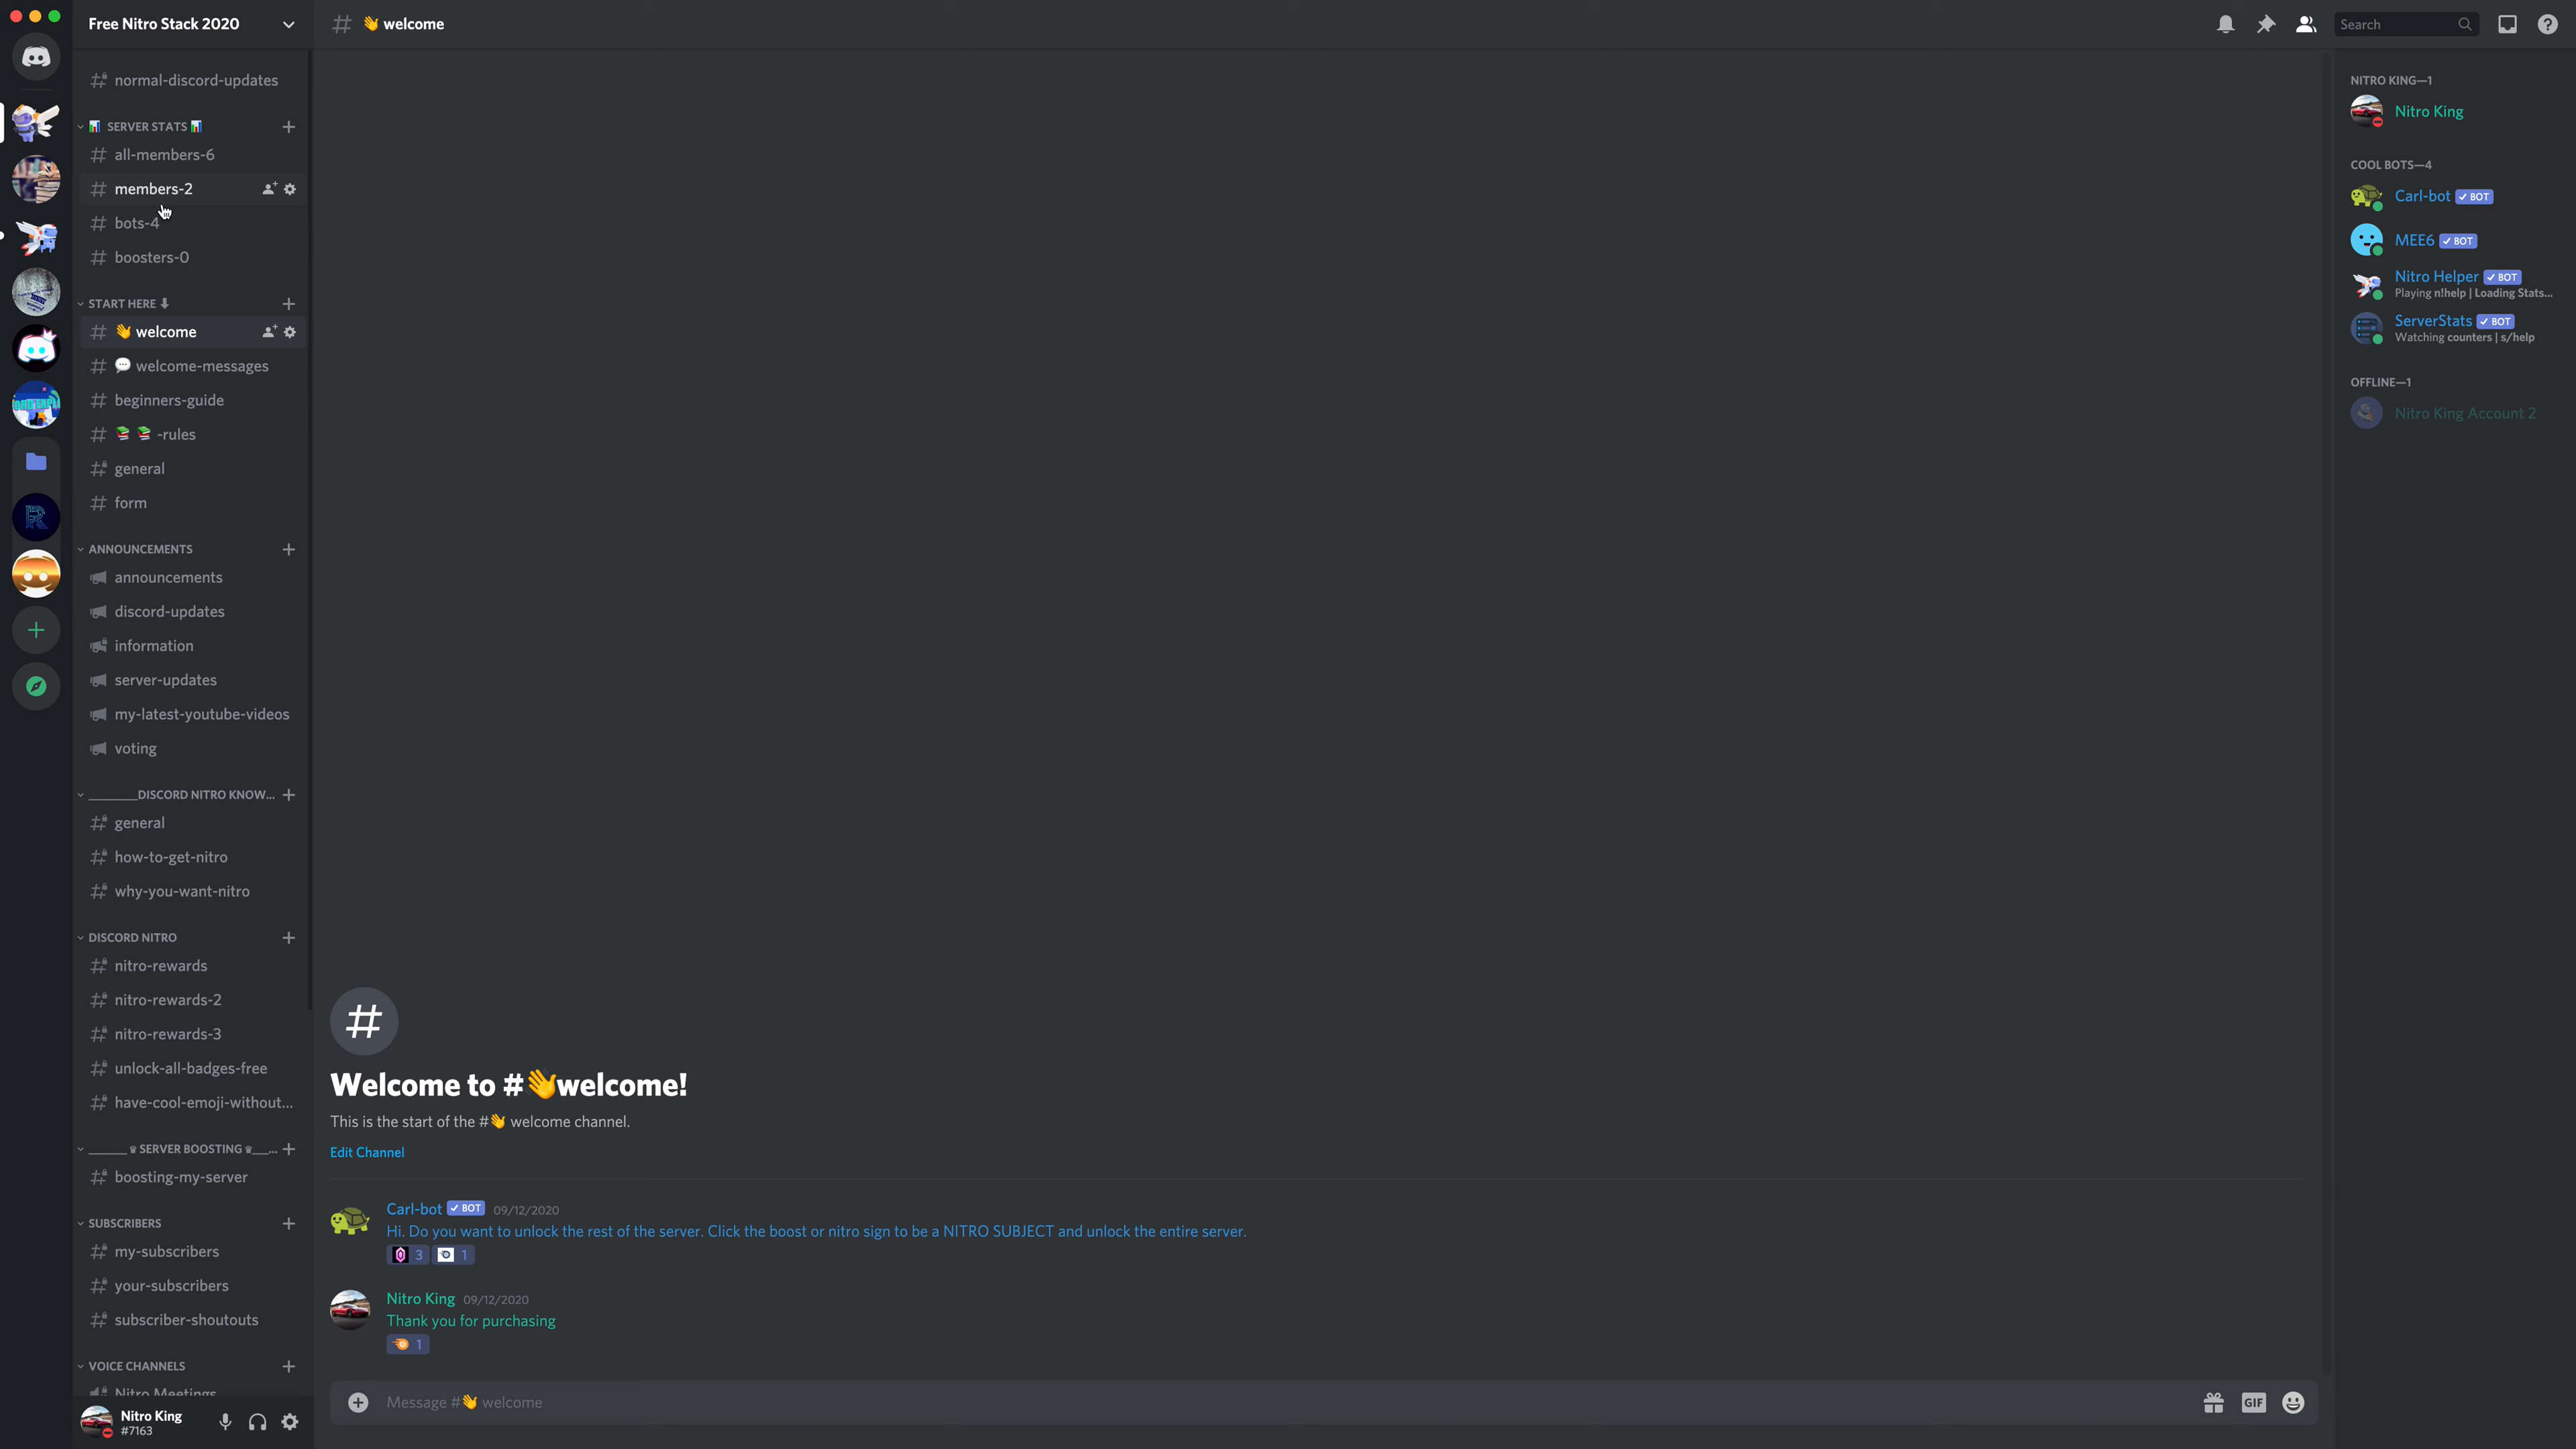 Free Nitro Stack 2020
normal-discord-updates
📊 SERVER STATS 📊
all-members-6
members-2
bots-4
boosters-0
START HERE ⬇
👋 welcome
💬 welcome-messages
beginners-guide
📚 📚 -rules
general
form
ANNOUNCEMENTS
announcements
discord-updates
information
server-updates
my-latest-youtube-videos
voting
________DISCORD NITRO KNOW...
general
how-to-get-nitro
why-you-want-nitro
DISCORD NITRO
nitro-rewards
nitro-rewards-2
nitro-rewards-3
unlock-all-badges-free
have-cool-emoji-without...
______ ♛ SERVER BOOSTING ♛___...
boosting-my-server
SUBSCRIBERS
my-subscribers
your-subscribers
subscriber-shoutouts
VOICE CHANNELS
Nitro Meetings
Nitro King
#7163
# 👋 welcome
Search
Welcome to #👋welcome!
This is the start of the #👋 welcome channel.
Edit Channel
Carl-bot ✓ BOT 09/12/2020
Hi. Do you want to unlock the rest of the server. Click the boost or nitro sign to be a NITRO SUBJECT and unlock the entire server.
3 1
Nitro King 09/12/2020
Thank you for purchasing
1
Message #👋 welcome
GIF
NITRO KING—1
Nitro King
COOL BOTS—4
Carl-bot ✓ BOT
MEE6 ✓ BOT
Nitro Helper ✓ BOT
Playing n!help | Loading Stats...
ServerStats ✓ BOT
Watching counters | s/help
OFFLINE—1
Nitro King Account 2